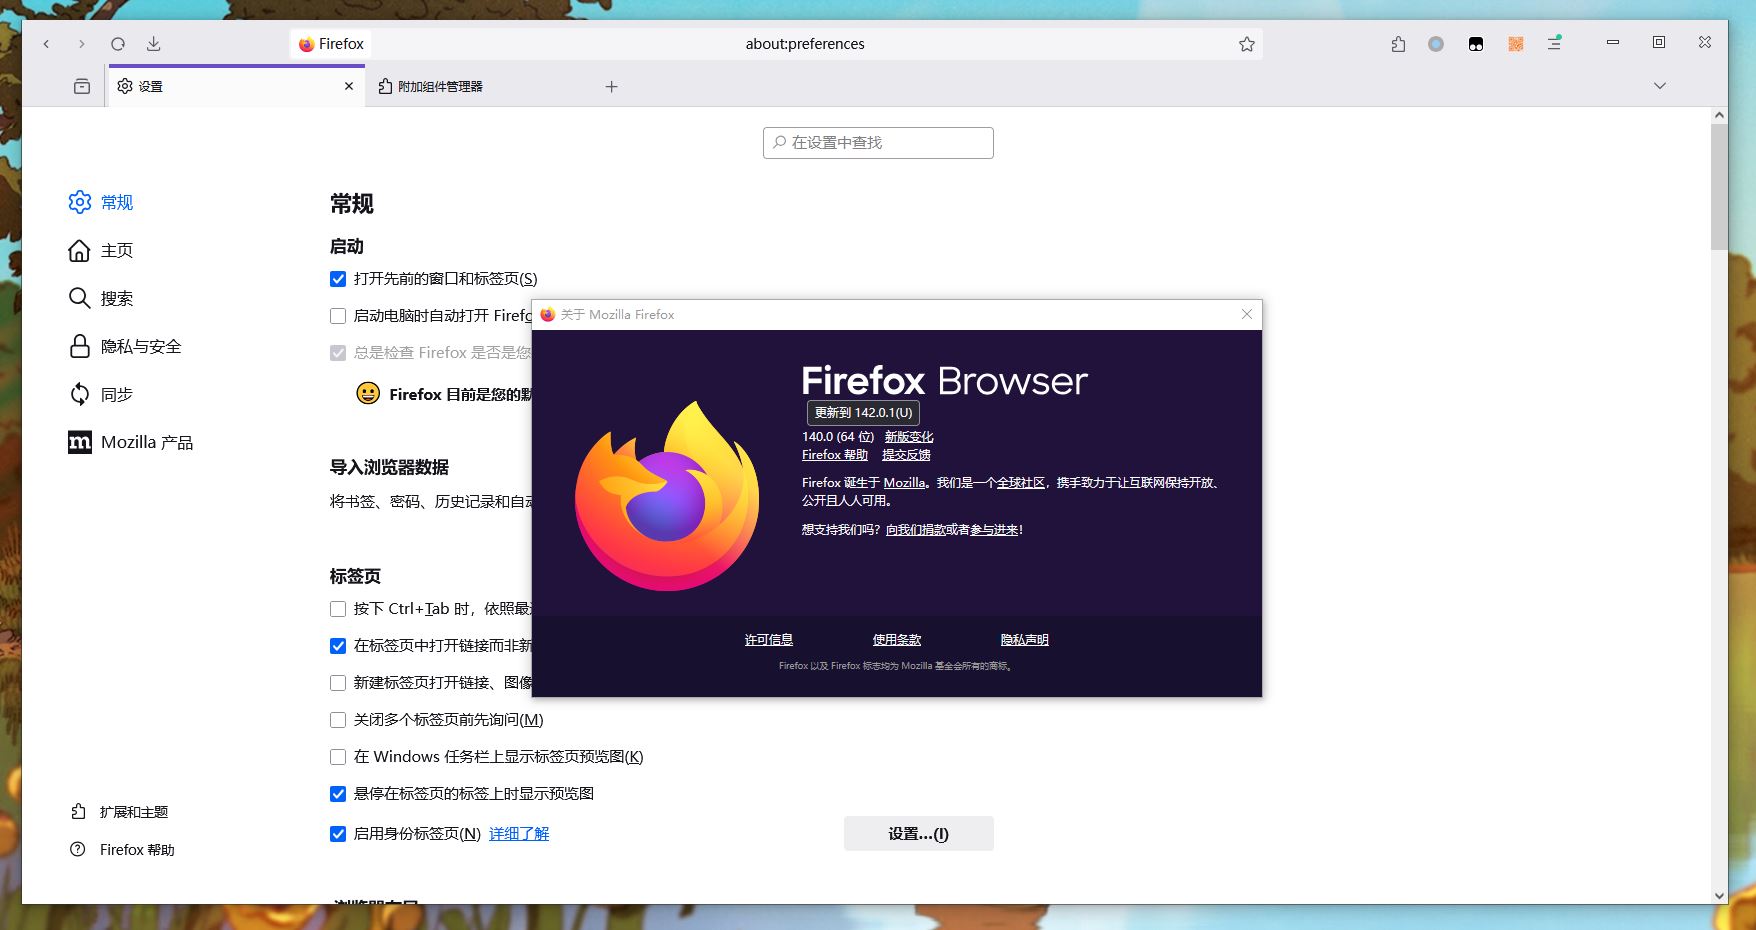 Firefox
about:preferences
设置
附加组件管理器
在设置中查找
常规
主页
搜索
隐私与安全
同步
Mozilla 产品
扩展和主题
Firefox 帮助
常规
启动
打开先前的窗口和标签页(S)
启动电脑时自动打开 Firefo
总是检查 Firefox 是否是您
Firefox 目前是您的默
导入浏览器数据
将书签、密码、历史记录和自动
标签页
按下 Ctrl+Tab 时，依照最
在标签页中打开链接而非新
新建标签页打开链接、图像
关闭多个标签页前先询问(M)
在 Windows 任务栏上显示标签页预览图(K)
悬停在标签页的标签上时显示预览图
启用身份标签页(N) 详细了解
设置...(I)
关于 Mozilla Firefox
Firefox Browser
更新到 142.0.1(U)
140.0 (64 位) 新版变化
Firefox 帮助 提交反馈
Firefox 诞生于 Mozilla。我们是一个全球社区，携手致力于让互联网保持开放、
公开且人人可用。
想支持我们吗？向我们捐款或者参与进来！
许可信息 使用条款 隐私声明
Firefox 以及 Firefox 标志均为 Mozilla 基金会所有的商标。